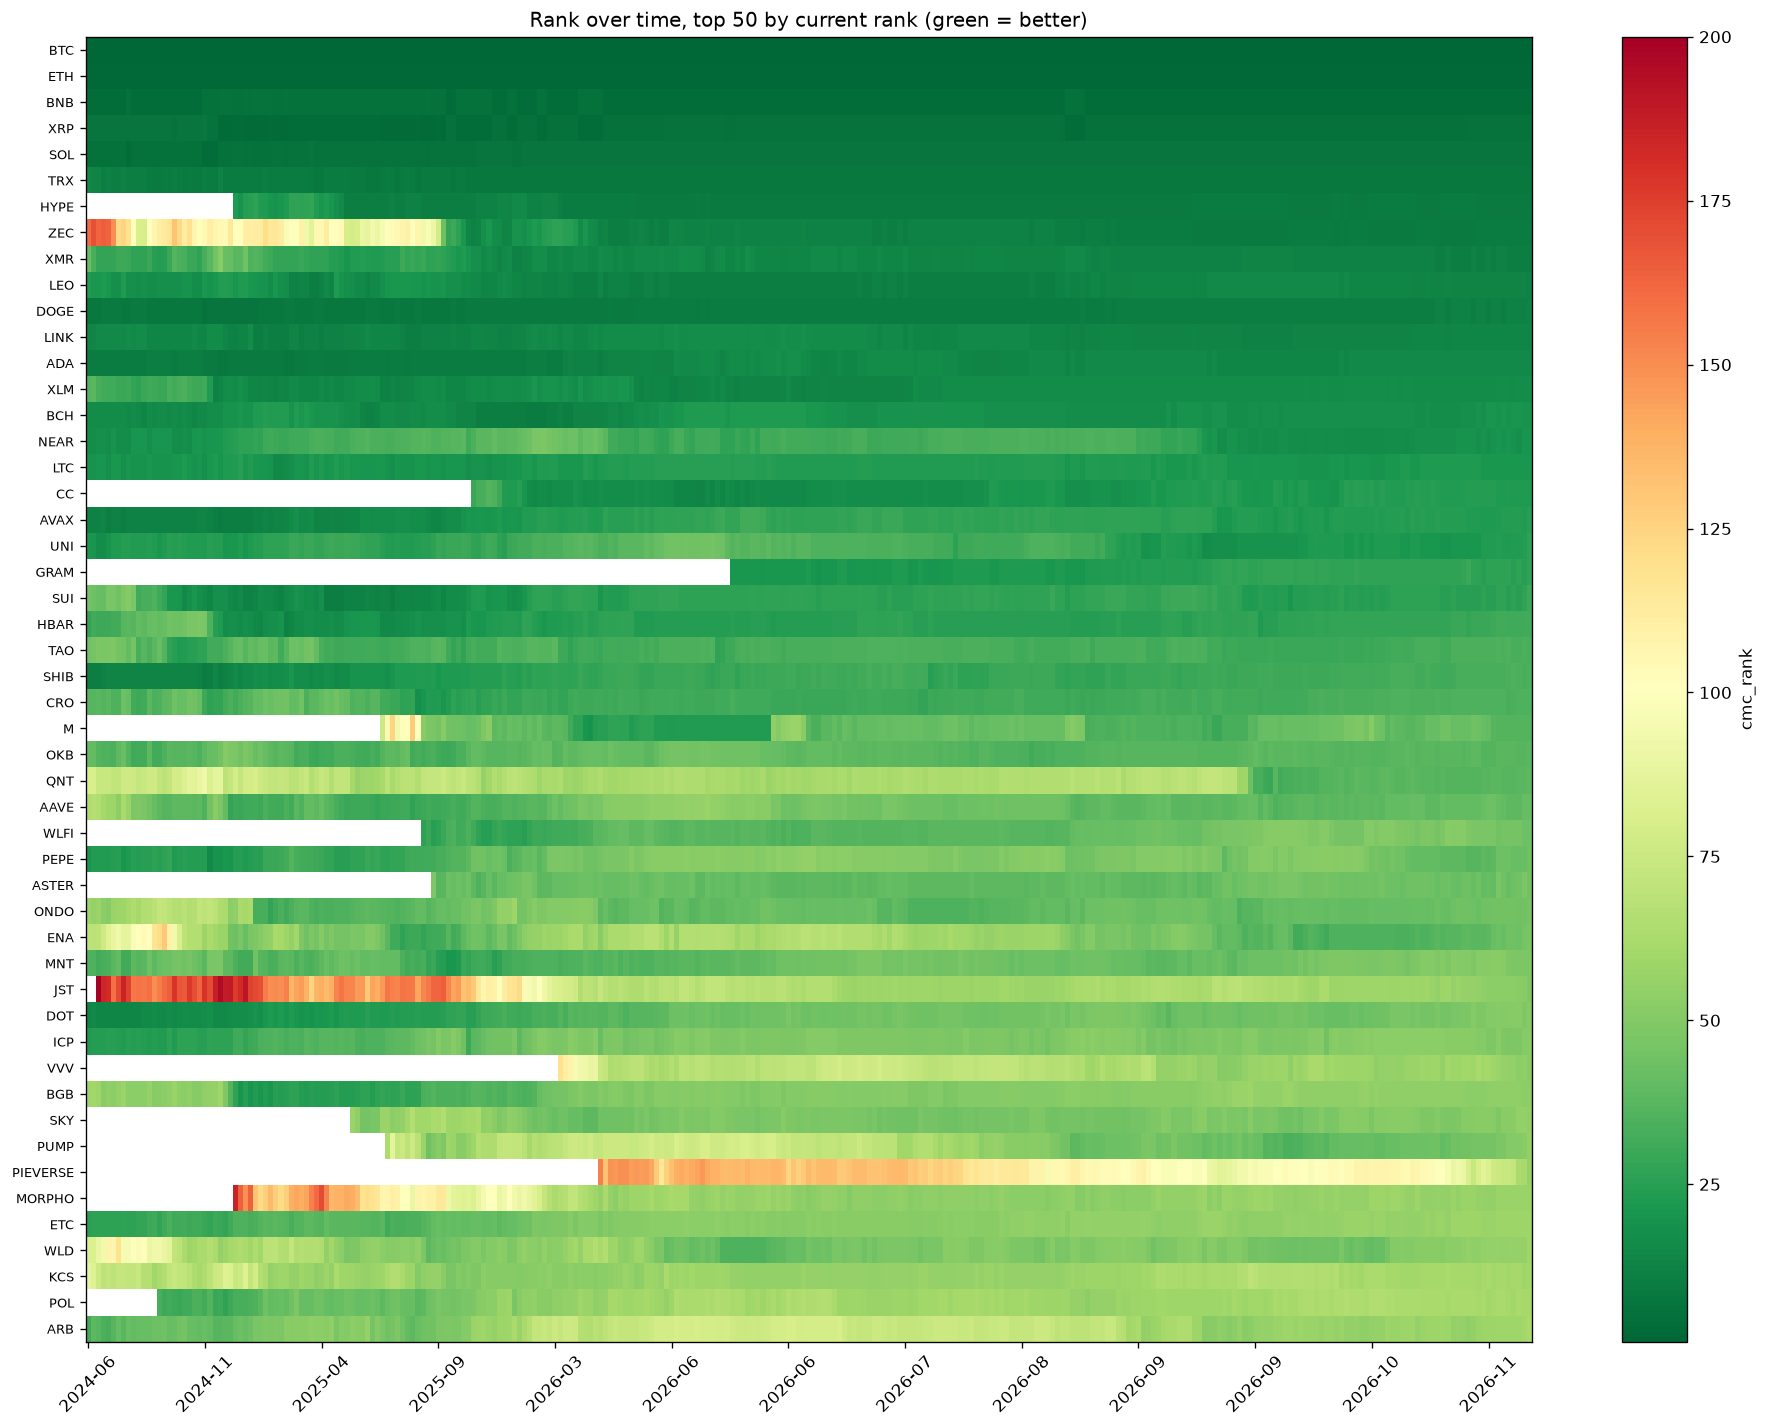 Rank over time, top 50 by current rank (green = better)
BTC
ETH
BNB
XRP
SOL
TRX
HYPE
ZEC
XMR
LEO
DOGE
LINK
ADA
XLM
BCH
NEAR
LTC
CC
AVAX
UNI
GRAM
SUI
HBAR
TAO
SHIB
CRO
M
OKB
QNT
AAVE
WLFI
PEPE
ASTER
ONDO
ENA
MNT
JST
DOT
ICP
VVV
BGB
SKY
PUMP
PIEVERSE
MORPHO
ETC
WLD
KCS
POL
ARB
2024-06
2024-11
2025-04
2025-09
2026-03
2026-06
2026-06
2026-07
2026-08
2026-09
2026-09
2026-10
2026-11
200
175
150
125
100
75
50
25
cmc_rank